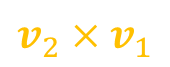 𝒗₂ × 𝒗₁